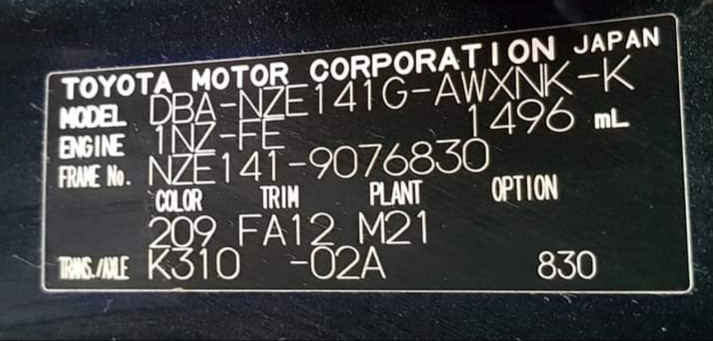 TOYOTA MOTOR CORPORATION JAPAN
MODEL DBA-NZE141G-AWXNK-K
ENGINE 1NZ-FE 1496 mL
FRAME No. NZE141-9076830
COLOR TRIM PLANT OPTION
209 FA12 M21
TRANS./AXLE K310 -02A 830